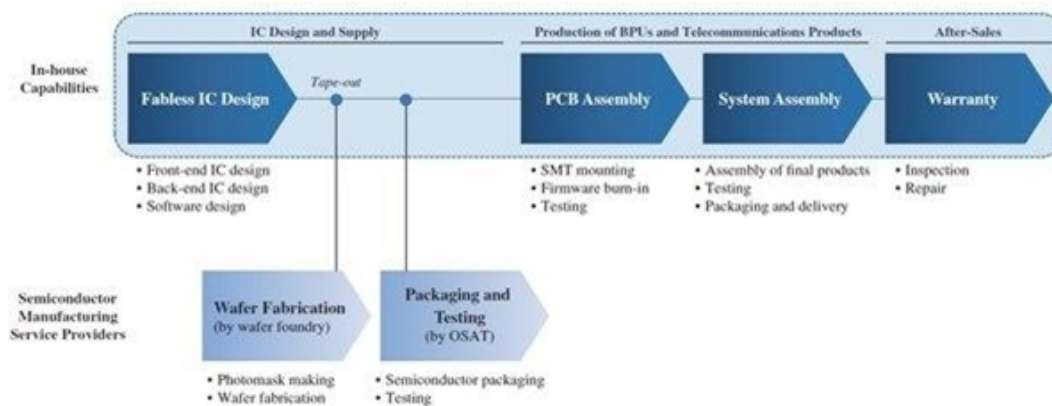 IC Design and Supply
Production of BPUs and Telecommunications Products
After-Sales
In-house
Capabilities
Fabless IC Design
Tape-out
PCB Assembly
System Assembly
Warranty
• Front-end IC design
• Back-end IC design
• Software design
• SMT mounting
• Firmware burn-in
• Testing
• Assembly of final products
• Testing
• Packaging and delivery
• Inspection
• Repair
Semiconductor
Manufacturing
Service Providers
Wafer Fabrication
(by wafer foundry)
Packaging and
Testing
(by OSAT)
• Photomask making
• Wafer fabrication
• Semiconductor packaging
• Testing